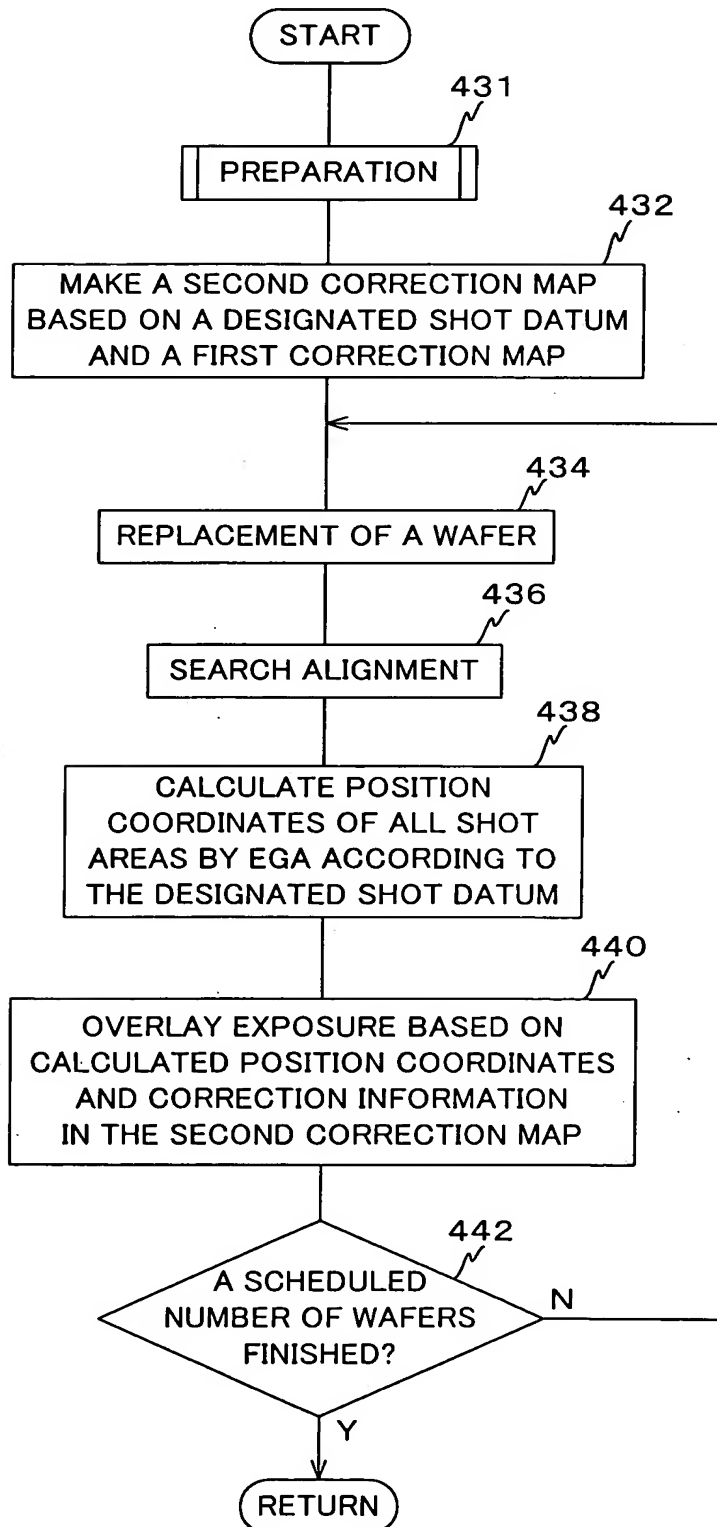 START
431
PREPARATION
432
MAKE A SECOND CORRECTION MAP
BASED ON A DESIGNATED SHOT DATUM
AND A FIRST CORRECTION MAP
434
REPLACEMENT OF A WAFER
436
SEARCH ALIGNMENT
438
CALCULATE POSITION
COORDINATES OF ALL SHOT
AREAS BY EGA ACCORDING TO
THE DESIGNATED SHOT DATUM
440
OVERLAY EXPOSURE BASED ON
CALCULATED POSITION COORDINATES
AND CORRECTION INFORMATION
IN THE SECOND CORRECTION MAP
442
A SCHEDULED
NUMBER OF WAFERS
FINISHED?
N
Y
RETURN